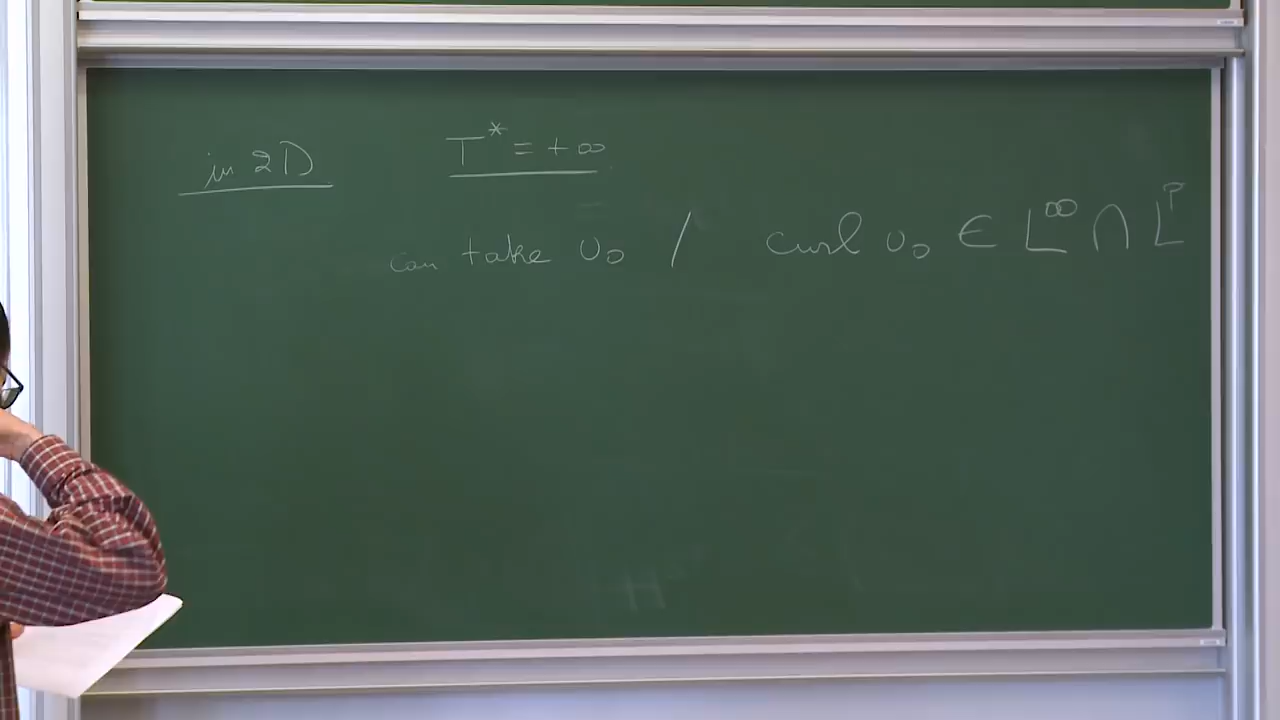 in 2D T* = +∞
can take u₀ / curl u₀ ∈ L^∞ ∩ L^p